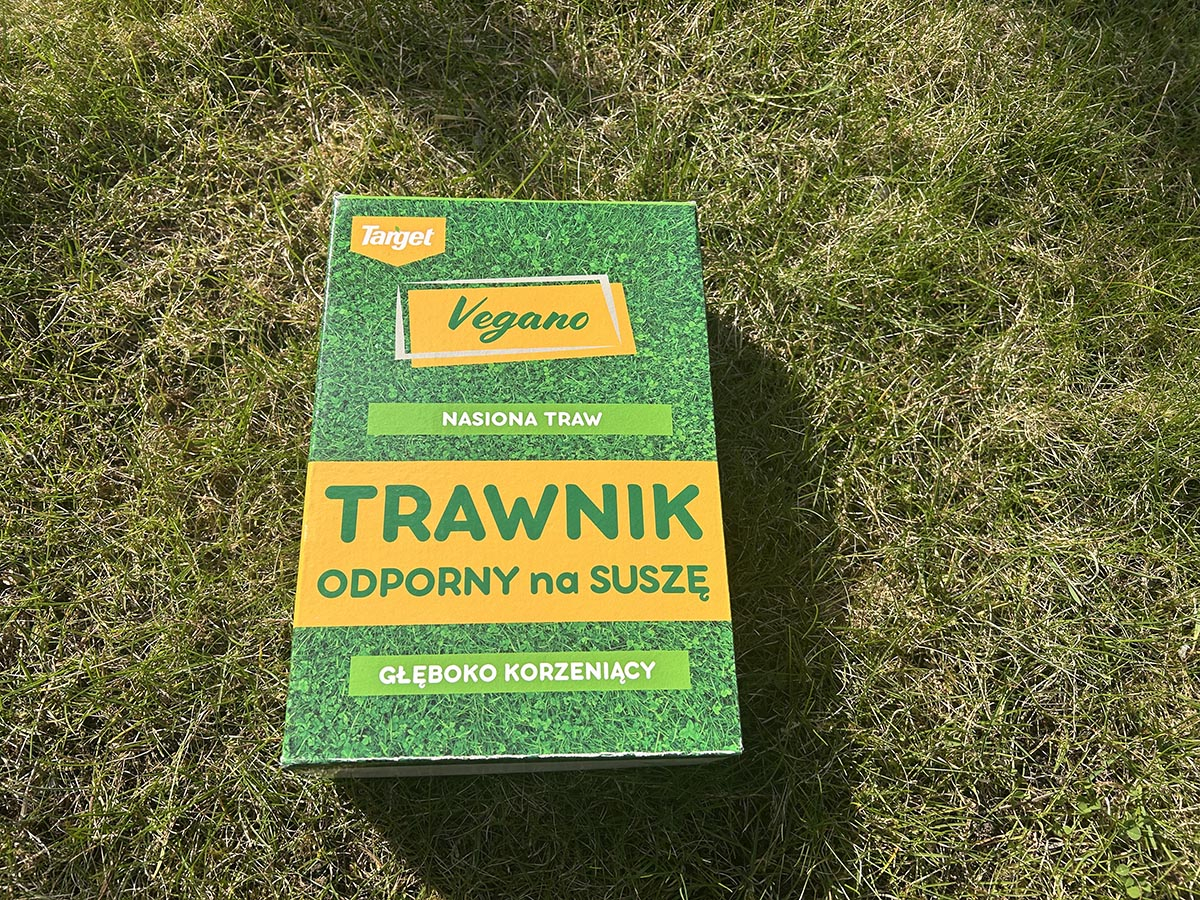 Target
Vegano
NASIONA TRAW
TRAWNIK
ODPORNY na SUSZĘ
GŁĘBOKO KORZENIĄCY